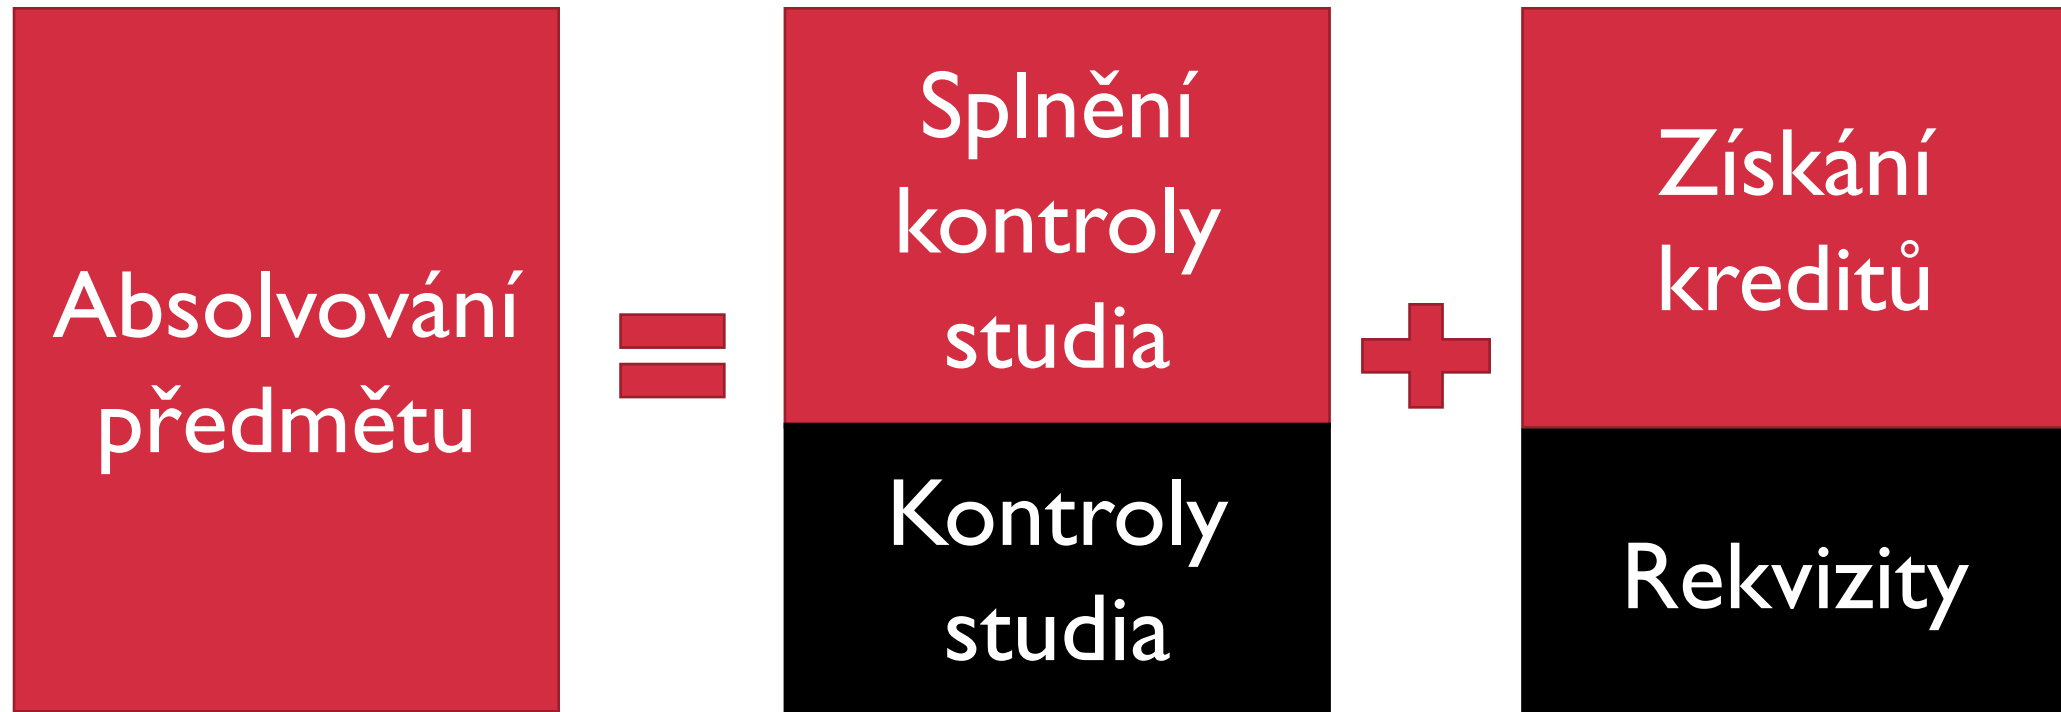 Absolvování
předmětu
=
Splnění
kontroly
studia
Kontroly
studia
+
Získání
kreditů
Rekvizity